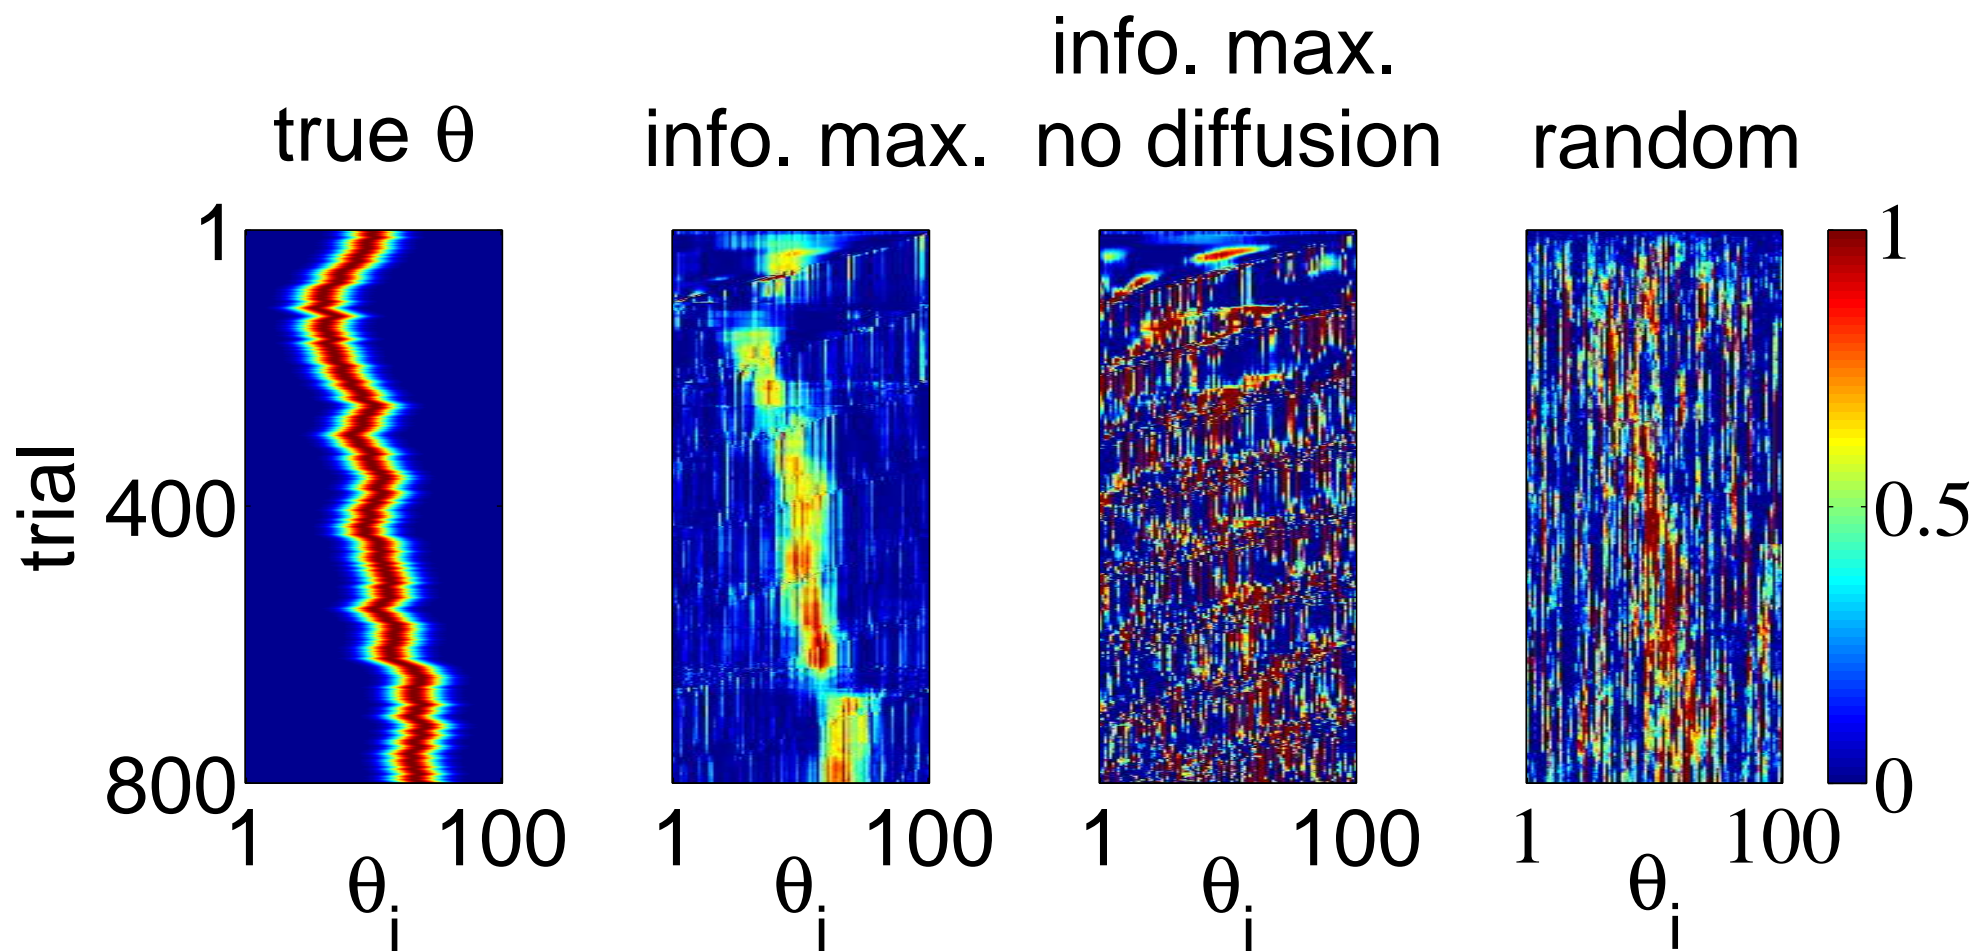 info. max.
true θ info. max. no diffusion random
1 1
trial
400 0.5
800 0
1 100 1 100 1 100 1 100
θi θi θi θi